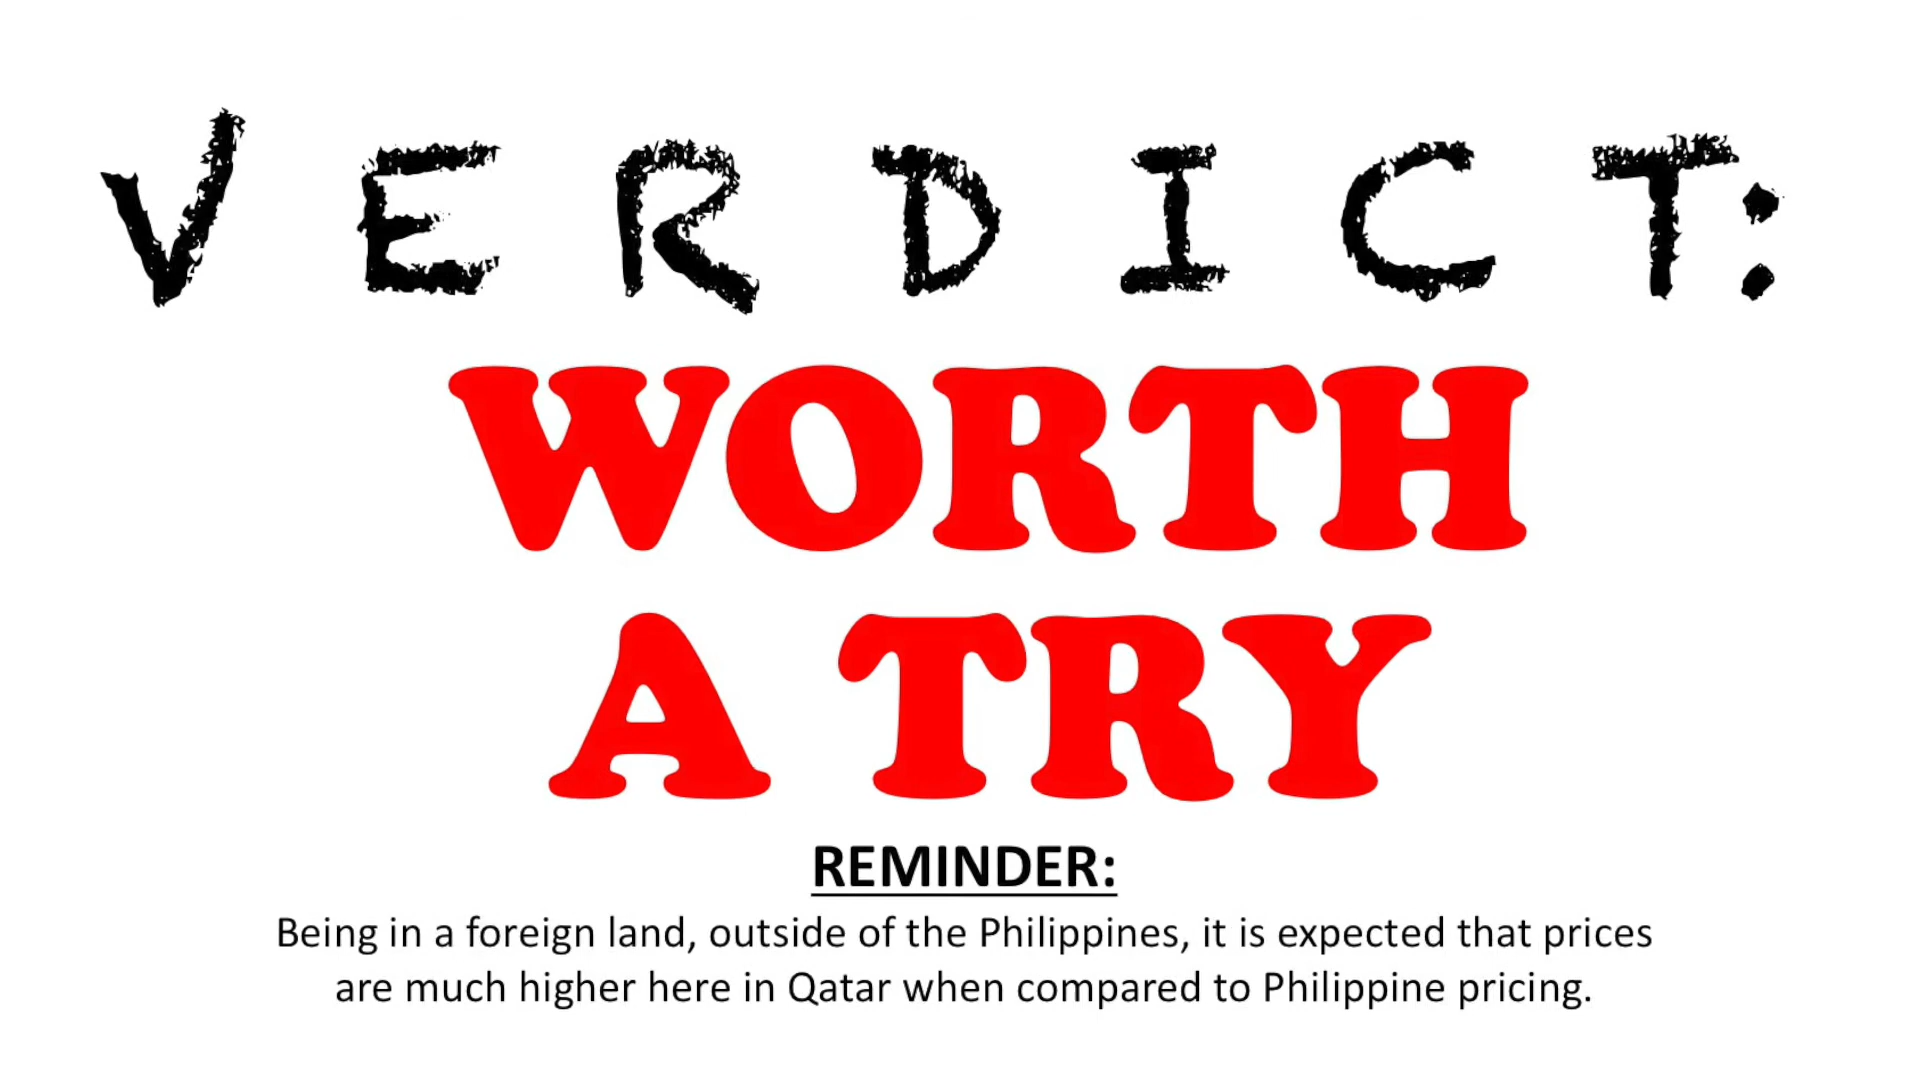 VERDICT:
WORTH
A TRY
REMINDER:
Being in a foreign land, outside of the Philippines, it is expected that prices
are much higher here in Qatar when compared to Philippine pricing.